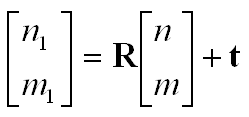 [n₁
m₁] = R [n
m] + t